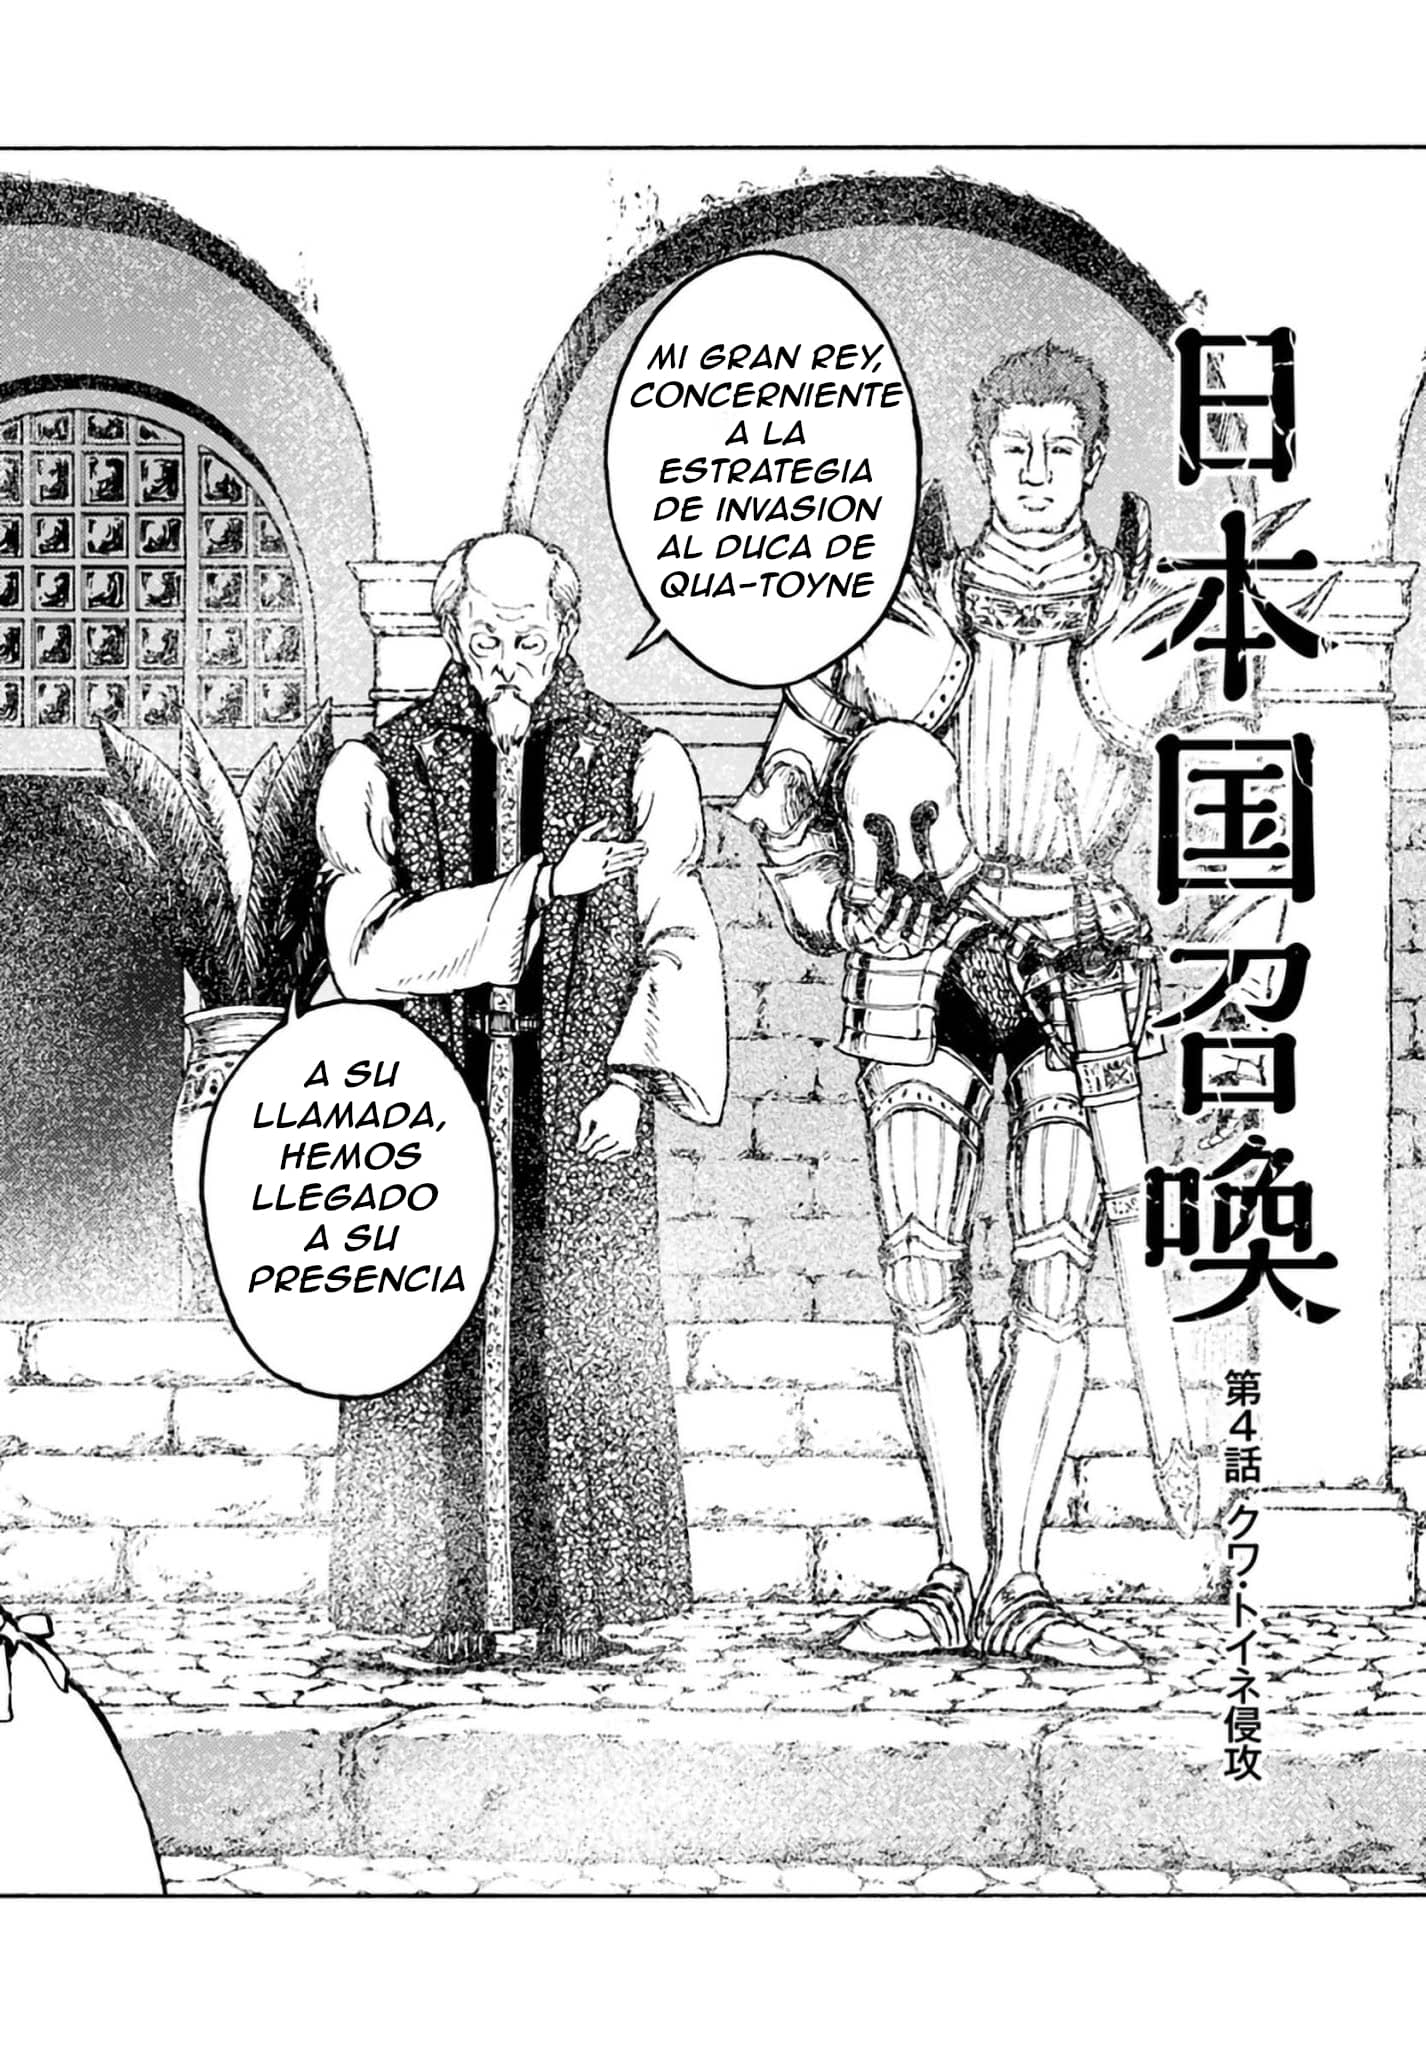 日本国召喚
第4話 クワ・トイネ侵攻
MI GRAN REY,
CONCERNIENTE
A LA
ESTRATEGIA
DE INVASION
AL DUCA DE
QUA-TOYNE
A SU
LLAMADA,
HEMOS
LLEGADO
A SU
PRESENCIA